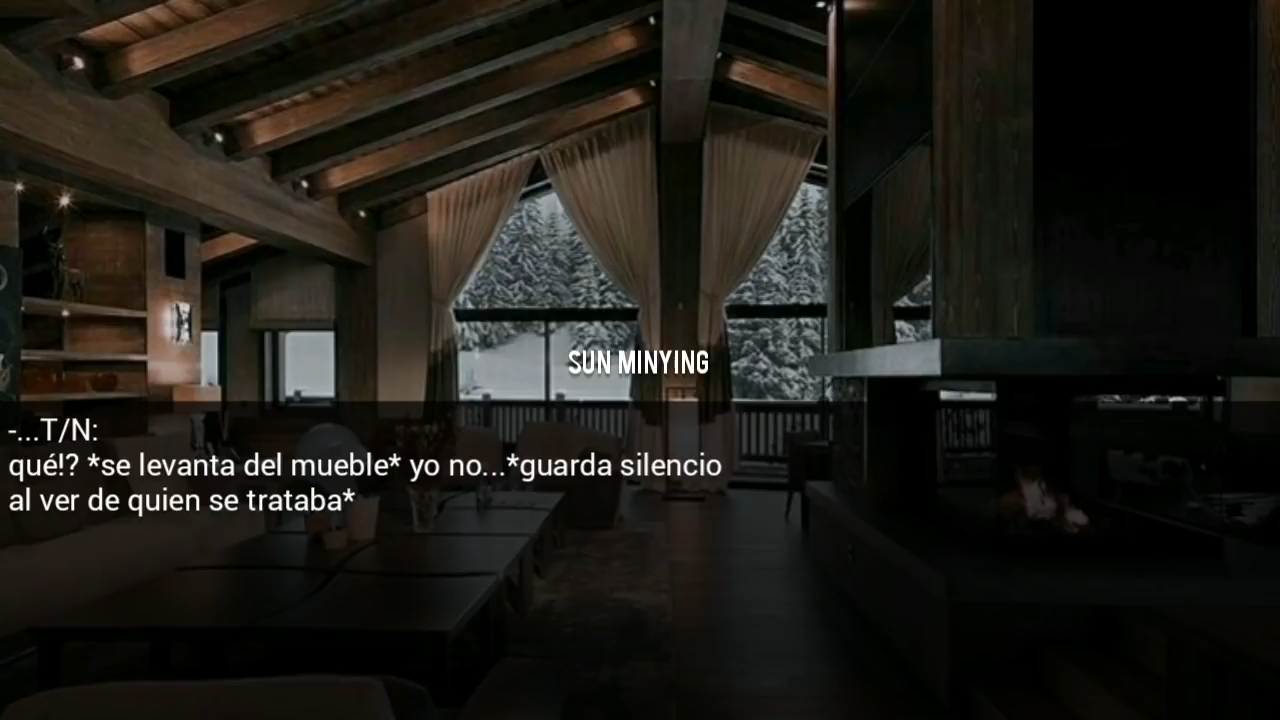 SUN MINYING
-...T/N:
qué!? *se levanta del mueble* yo no...*guarda silencio
al ver de quien se trataba*